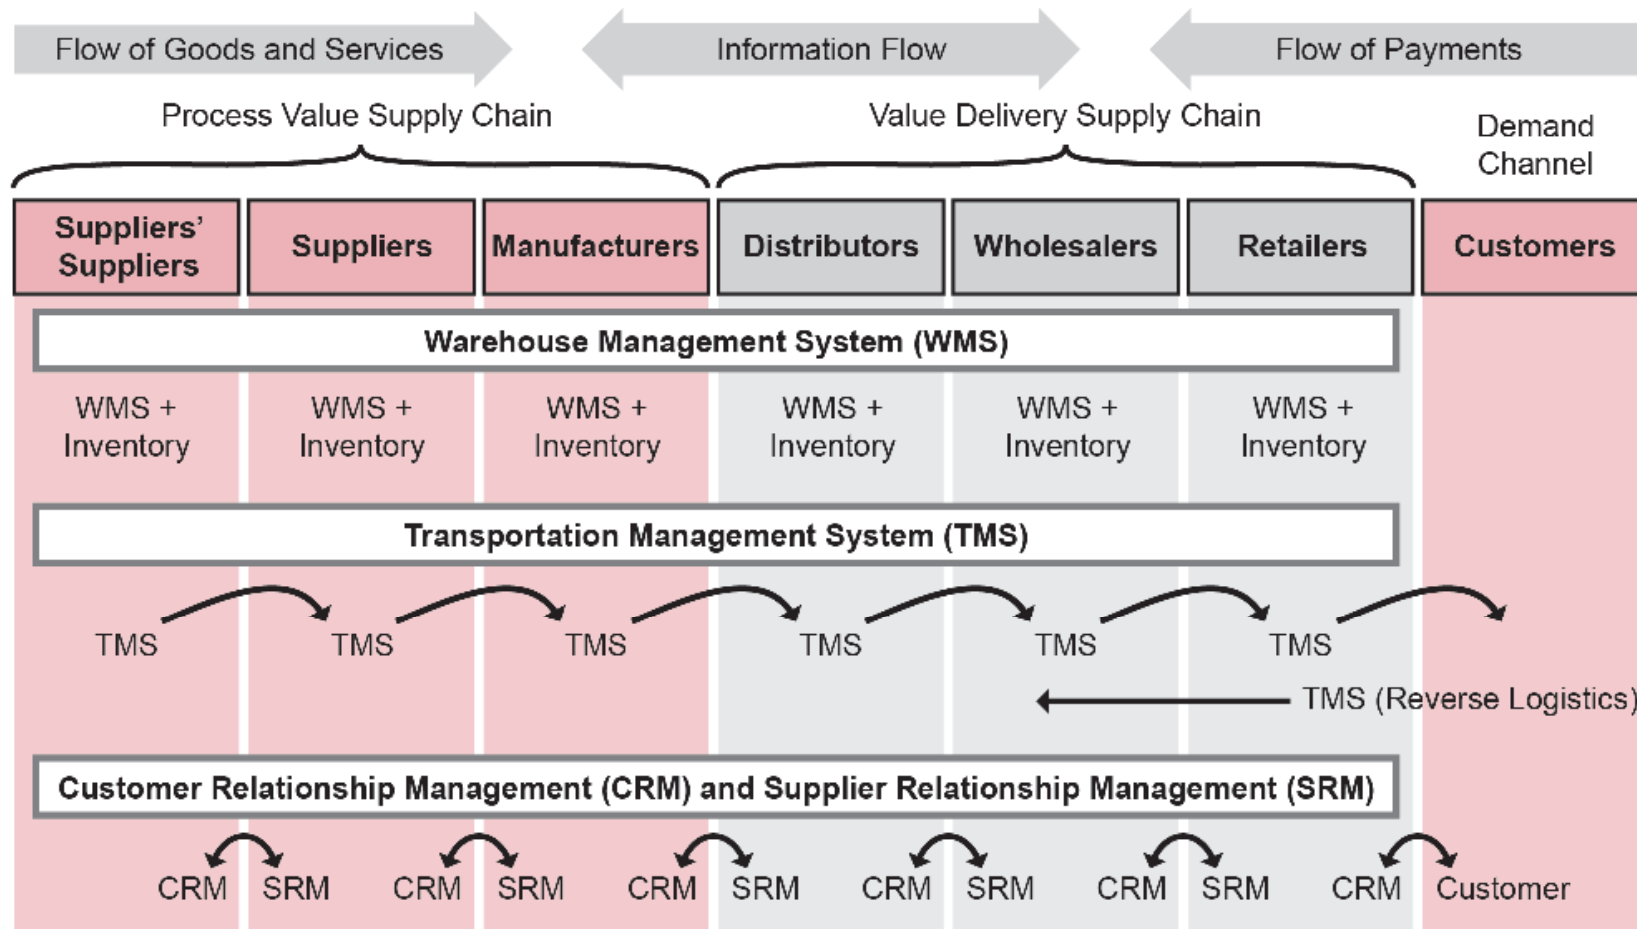 Flow of Goods and Services
Information Flow
Flow of Payments
Process Value Supply Chain
Value Delivery Supply Chain
Demand
Channel
Suppliers’
Suppliers
Suppliers
Manufacturers
Distributors
Wholesalers
Retailers
Customers
Warehouse Management System (WMS)
WMS +
Inventory
WMS +
Inventory
WMS +
Inventory
WMS +
Inventory
WMS +
Inventory
WMS +
Inventory
Transportation Management System (TMS)
TMS
TMS
TMS
TMS
TMS
TMS
TMS (Reverse Logistics)
Customer Relationship Management (CRM) and Supplier Relationship Management (SRM)
CRM
SRM
CRM
SRM
CRM
SRM
CRM
SRM
CRM
SRM
CRM
Customer